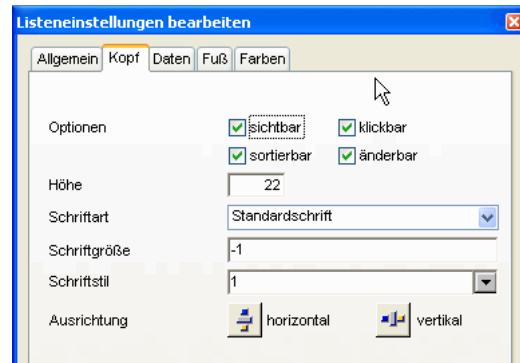 Listeneinstellungen bearbeiten
Allgemein Kopf Daten Fuß Farben
Optionen sichtbar klickbar
sortierbar änderbar
Höhe 22
Schriftart Standardschrift
Schriftgröße -1
Schriftstil 1
Ausrichtung horizontal vertikal